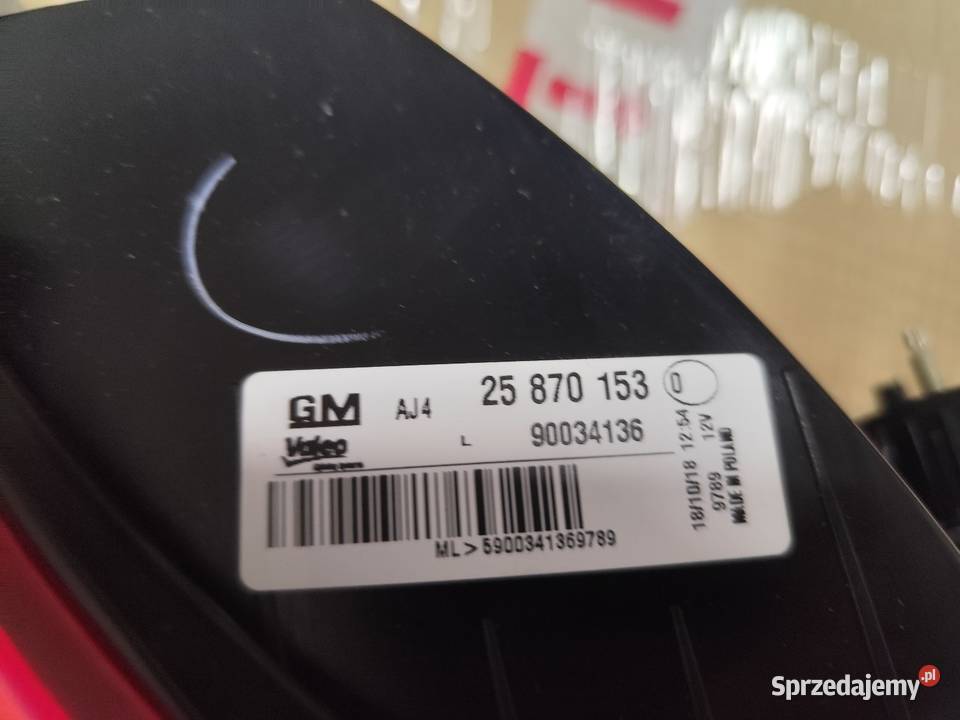 GM AJ4 25 870 153 D
Valeo L 90034136
ML>5900341369789
18/10/18 12:54
9789 12V
MADE IN POLAND
Sprzedajemy.pl